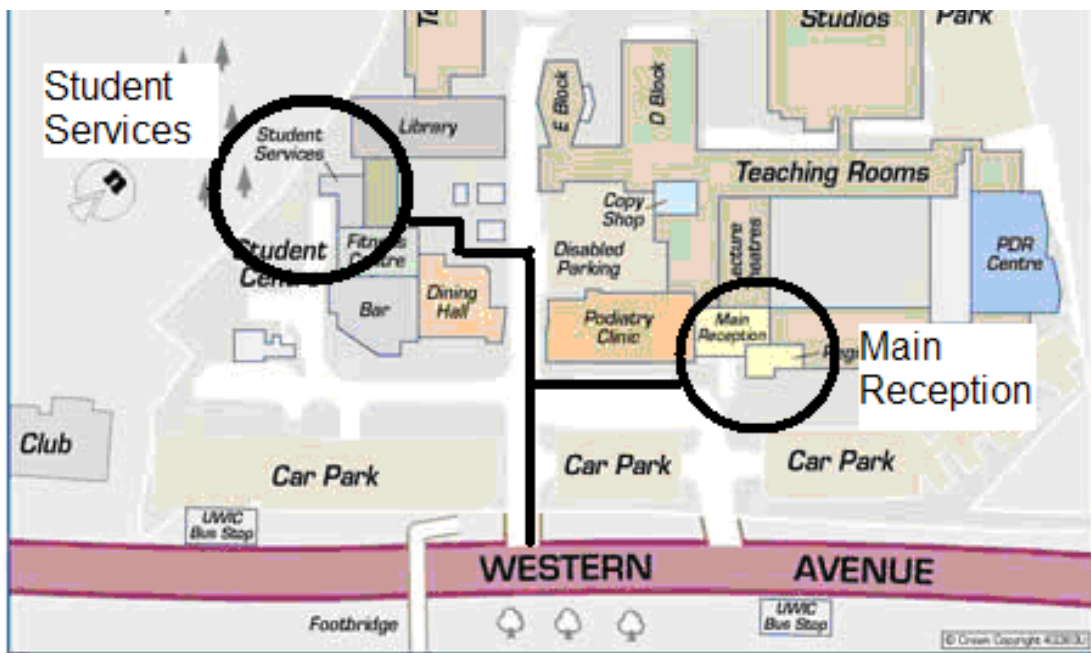 Studios
Park
Student
Services
E Block
D Block
Student
Services
Library
Teaching Rooms
Copy
Shop
Disabled
Parking
Fitness
Centre
Student
PDR
Centre
Bar
Dining
Hall
Podiatry
Clinic
Main
Reception
Main
Reception
Club
Car Park
Car Park
Car Park
UWIC
Bus Stop
WESTERN AVENUE
Footbridge
UWIC
Bus Stop
n